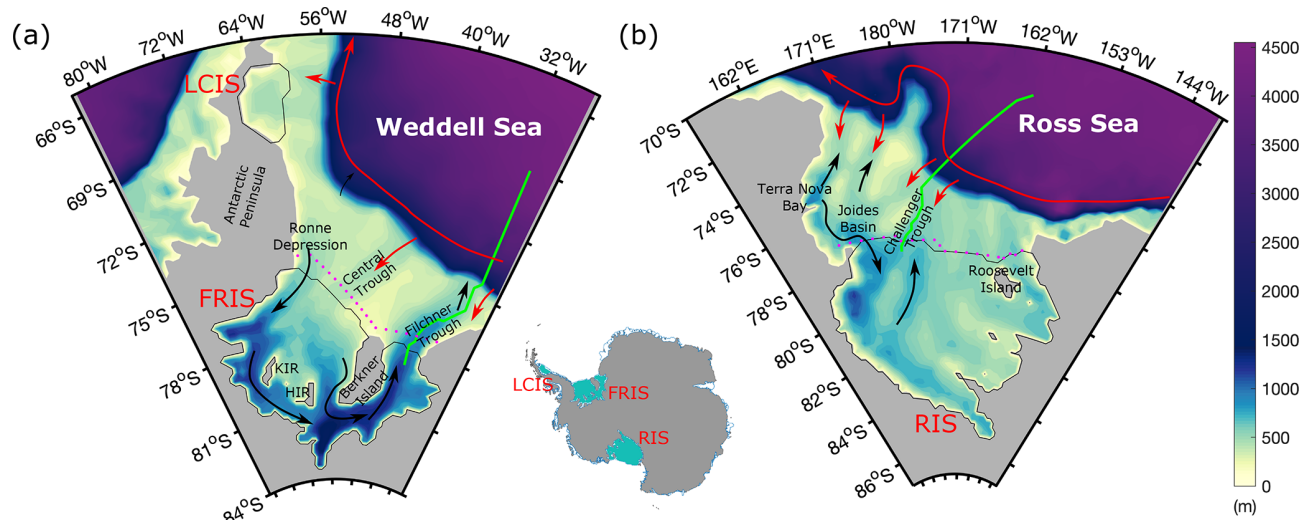 (a)
80°W
72°W
64°W
56°W
48°W
40°W
32°W
66°S
69°S
72°S
75°S
78°S
81°S
84°S
LCIS
Weddell Sea
Antarctic
Peninsula
Ronne
Depression
Central
Trough
FRIS
Filchner
Trough
KIR
HIR
Berkner
Island
LCIS
FRIS
RIS
(b)
162°E
171°E
180°W
171°W
162°W
153°W
144°W
70°S
72°S
74°S
76°S
78°S
80°S
82°S
84°S
86°S
Ross Sea
Terra Nova
Bay
Joides
Basin
Challenger
Trough
Roosevelt
Island
RIS
4500
4000
3500
3000
2500
2000
1500
1000
500
0
(m)